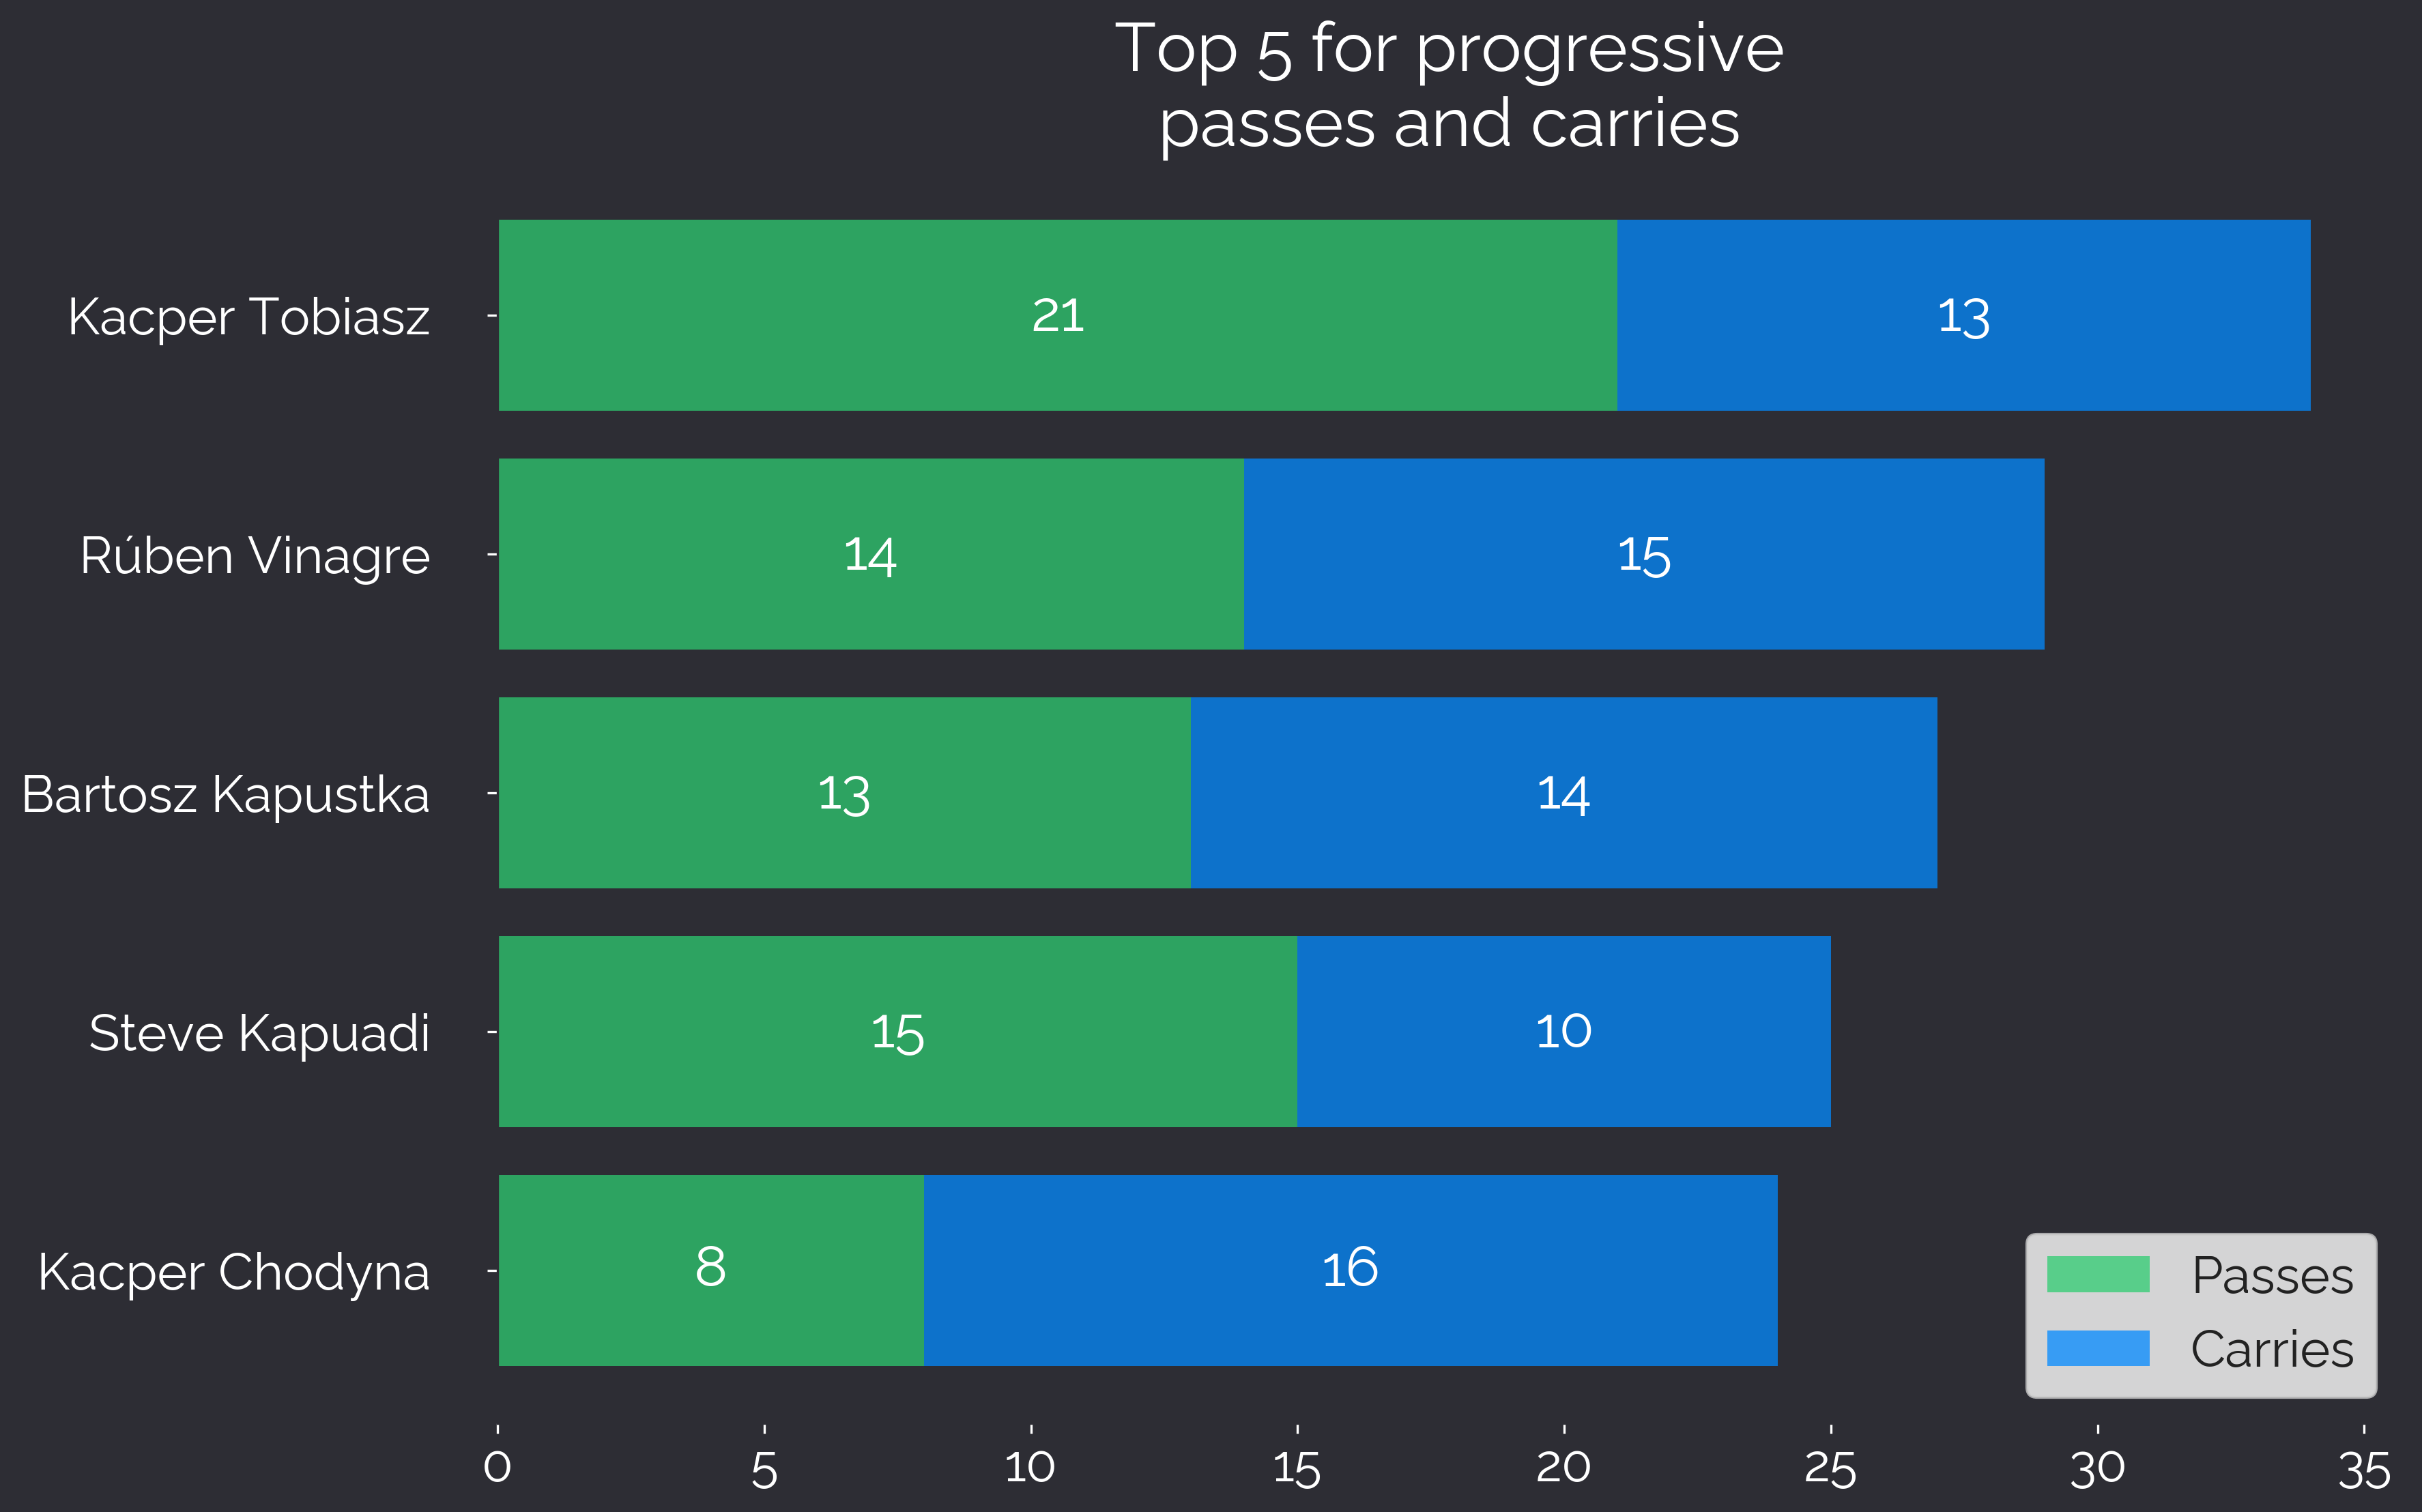 Top 5 for progressive
passes and carries
Kacper Tobiasz
21
13
Rúben Vinagre
14
15
Bartosz Kapustka
13
14
Steve Kapuadi
15
10
Kacper Chodyna
8
16
Passes
Carries
0 5 10 15 20 25 30 35